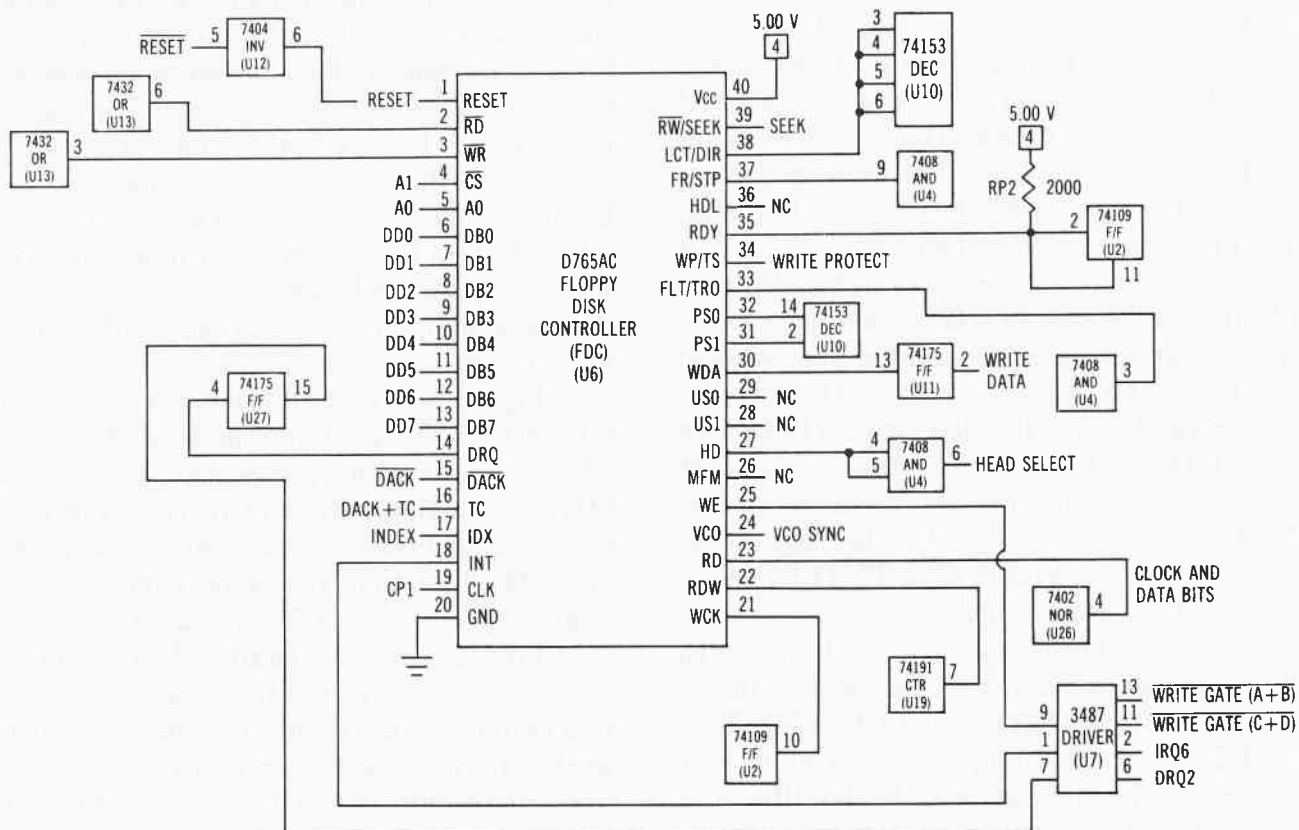 RESET
5
7404
INV
(U12)
6
7432
OR
(U13)
6
7432
OR
(U13)
3
RESET
1
RESET
2
RD
3
WR
A1
4
CS
A0
5
A0
DD0
6
DB0
DD1
7
DB1
DD2
8
DB2
DD3
9
DB3
DD4
10
DB4
DD5
11
DB5
DD6
12
DB6
DD7
13
DB7
14
DRQ
DACK
15
DACK
DACK+TC
16
TC
INDEX
17
IDX
18
INT
CP1
19
CLK
20
GND
4
74175
F/F
(U27)
15
D765AC
FLOPPY
DISK
CONTROLLER
(FDC)
(U6)
5.00 V
4
Vcc
40
RW/SEEK
39
SEEK
LCT/DIR
38
FR/STP
37
HDL
36
NC
RDY
35
WP/TS
34
WRITE PROTECT
FLT/TRO
33
PS0
32
PS1
31
WDA
30
US0
29
NC
US1
28
NC
HD
27
MFM
26
NC
WE
25
VCO
24
VCO SYNC
RD
23
RDW
22
WCK
21
3
4
5
6
74153
DEC
(U10)
9
7408
AND
(U4)
5.00 V
4
RP2
2000
2
74109
F/F
(U2)
11
14
2
74153
DEC
(U10)
13
74175
F/F
(U11)
2
WRITE
DATA
7408
AND
(U4)
3
4
5
7408
AND
(U4)
6
HEAD SELECT
CLOCK AND
DATA BITS
7402
NOR
(U26)
4
74191
CTR
(U19)
7
74109
F/F
(U2)
10
9
1
7
3487
DRIVER
(U7)
13
WRITE GATE (A+B)
11
WRITE GATE (C+D)
2
IRQ6
6
DRQ2